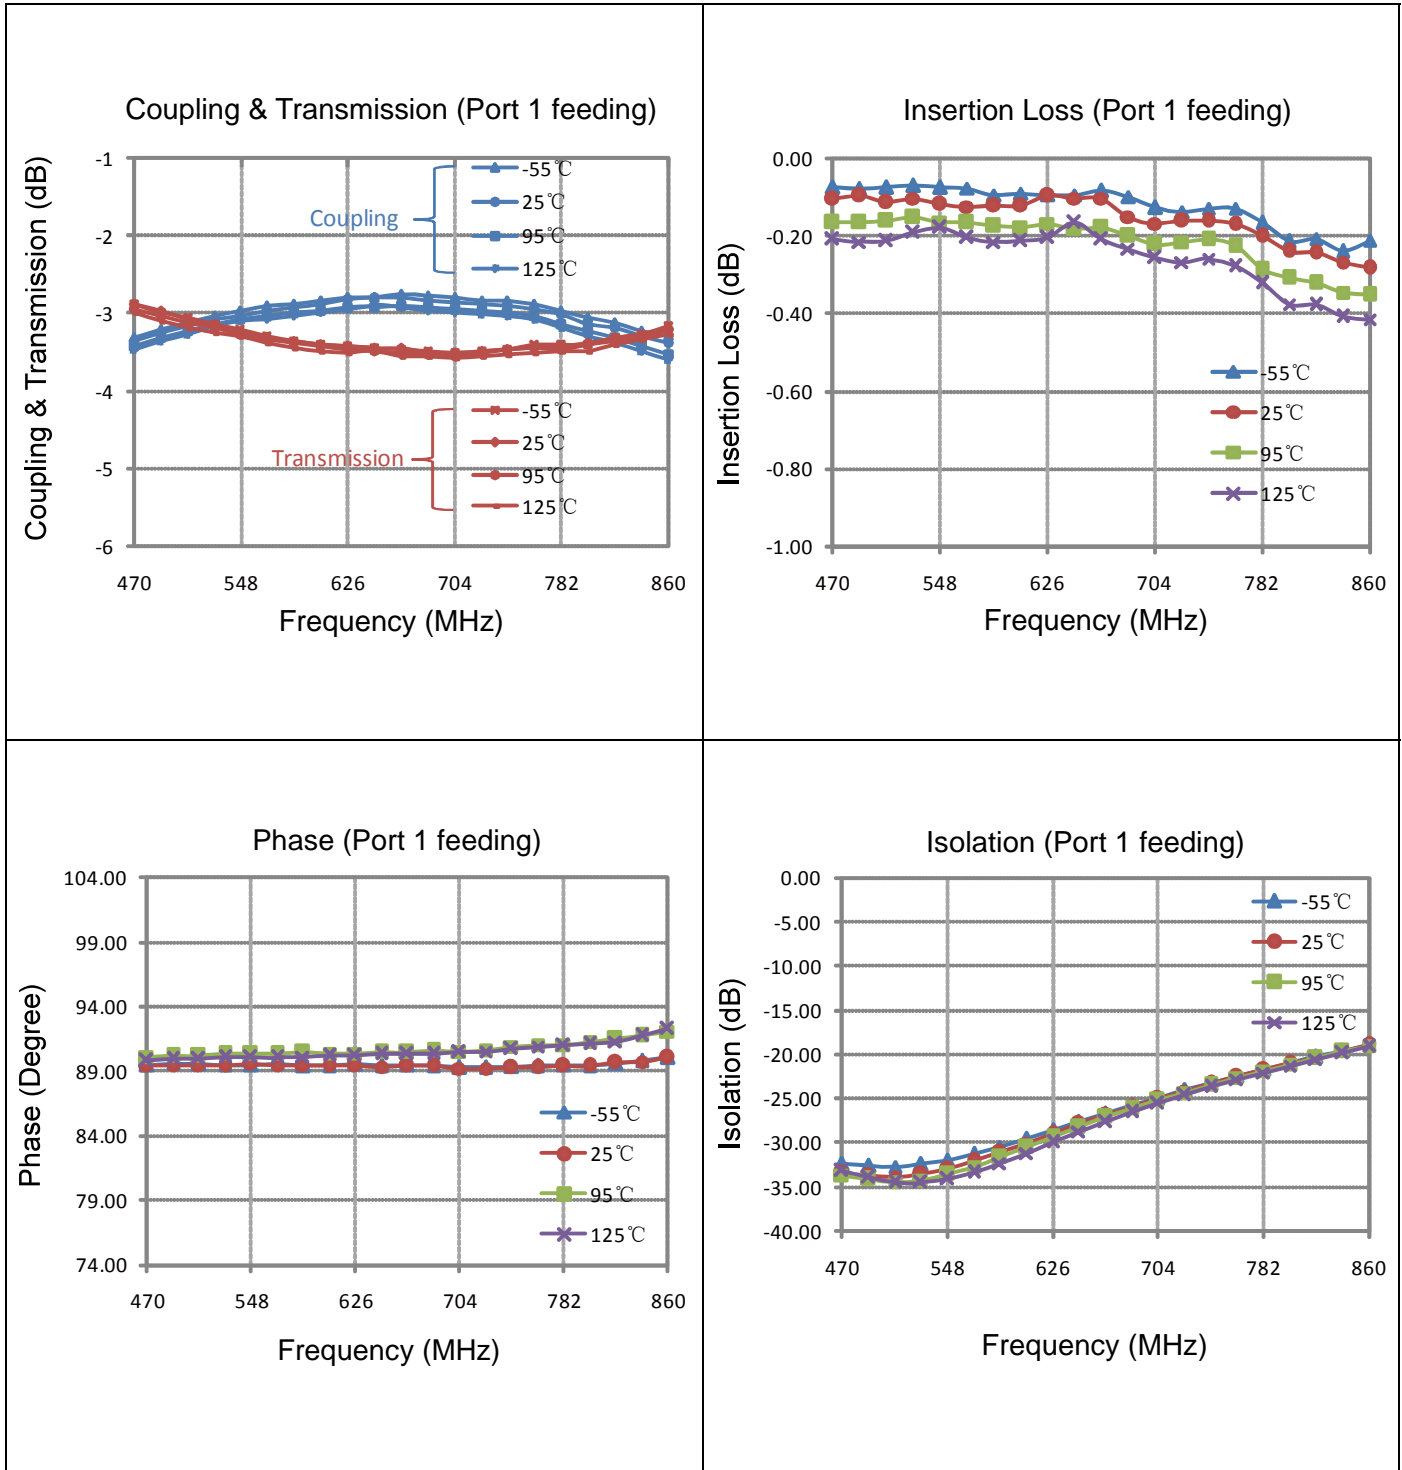 Coupling & Transmission (Port 1 feeding)
Coupling & Transmission (dB)
-1
-2
-3
-4
-5
-6
Coupling
-55℃
25℃
95℃
125℃
Transmission
-55℃
25℃
95℃
125℃
470 548 626 704 782 860
Frequency (MHz)
Insertion Loss (Port 1 feeding)
Insertion Loss (dB)
0.00
-0.20
-0.40
-0.60
-0.80
-1.00
-55℃
25℃
95℃
125℃
470 548 626 704 782 860
Frequency (MHz)
Phase (Port 1 feeding)
Phase (Degree)
104.00
99.00
94.00
89.00
84.00
79.00
74.00
-55℃
25℃
95℃
125℃
470 548 626 704 782 860
Frequency (MHz)
Isolation (Port 1 feeding)
Isolation (dB)
0.00
-5.00
-10.00
-15.00
-20.00
-25.00
-30.00
-35.00
-40.00
-55℃
25℃
95℃
125℃
470 548 626 704 782 860
Frequency (MHz)